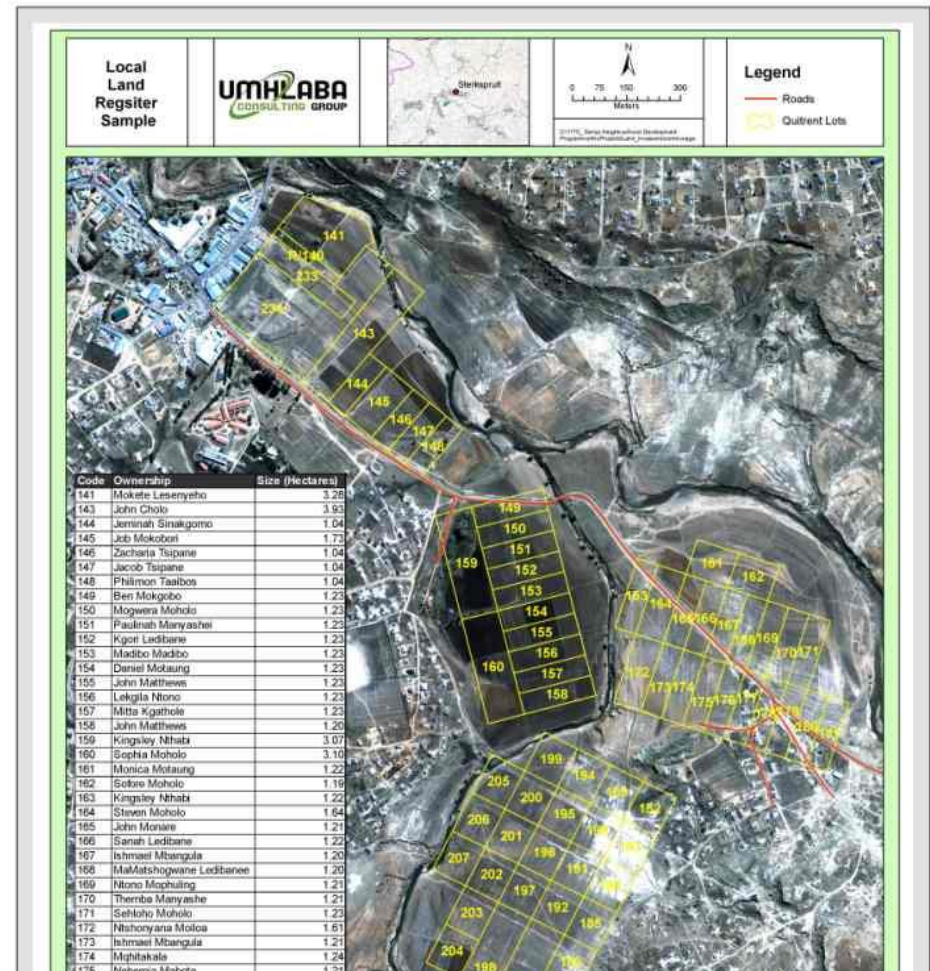 Local
Land
Regsiter
Sample
UMHLABA
CONSULTING GROUP
Sterkspruit
N
0 75 150 300
Meters
Legend
Roads
Quitrent Lots
141
140
233
234
143
144
145
146
147
148
Code Ownership Size (Hectares)
141 Mokete Lesenyeho 3.28
143 John Cholo 3.93
144 Jeminah Sinakgomo 1.04
145 Job Mokobori 1.73
146 Zacharia Tsipane 1.04
147 Jacob Tsipane 1.04
148 Philimon Taaibos 1.04
149 Ben Mokgobo 1.23
150 Mogwera Moholo 1.23
151 Paulinah Manyashei 1.23
152 Kgori Ledibane 1.23
153 Madibo Madibo 1.23
154 Daniel Motaung 1.23
155 John Matthews 1.23
156 Lekgila Ntono 1.23
157 Mitta Kgathole 1.23
158 John Matthews 1.20
159 Kingsley Nthabi 3.07
160 Sophia Moholo 3.10
161 Monica Motaung 1.22
162 Sofore Moholo 1.19
163 Kingsley Nthabi 1.22
164 Steven Moholo 1.64
165 John Monare 1.21
166 Sanah Ledibane 1.22
167 Ishmael Mbangula 1.20
168 MaMatshogwane Ledibanee 1.20
169 Ntono Mophuling 1.21
170 Themba Manyashe 1.21
171 Sehloho Moholo 1.23
172 Ntshonyana Moiloa 1.61
173 Ishmael Mbangula 1.21
174 Mqhitakala 1.24
149
150
151
152
153
154
155
156
157
158
159
160
161
162
163
164
165
166
167
168
169
170
171
172
173
174
175
176
199
205
194
200
206
195
201
207
196
202
191
197
203
192
204
198